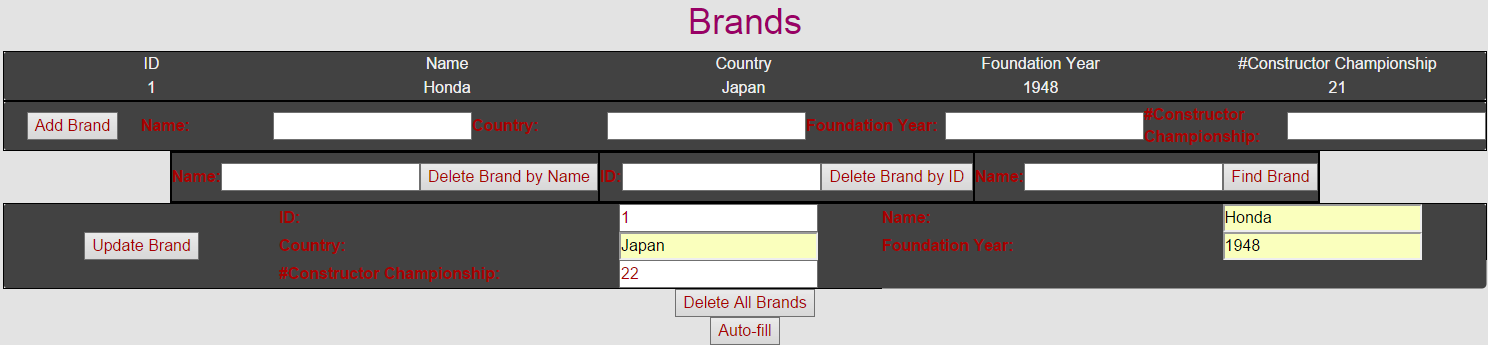 Brands
ID Name Country Foundation Year #Constructor Championship
1 Honda Japan 1948 21
Add Brand Name: Country: Foundation Year: #Constructor Championship:
Name: Delete Brand by Name ID: Delete Brand by ID Name: Find Brand
ID: 1 Name: Honda
Update Brand Country: Japan Foundation Year: 1948
#Constructor Championship: 22
Delete All Brands
Auto-fill